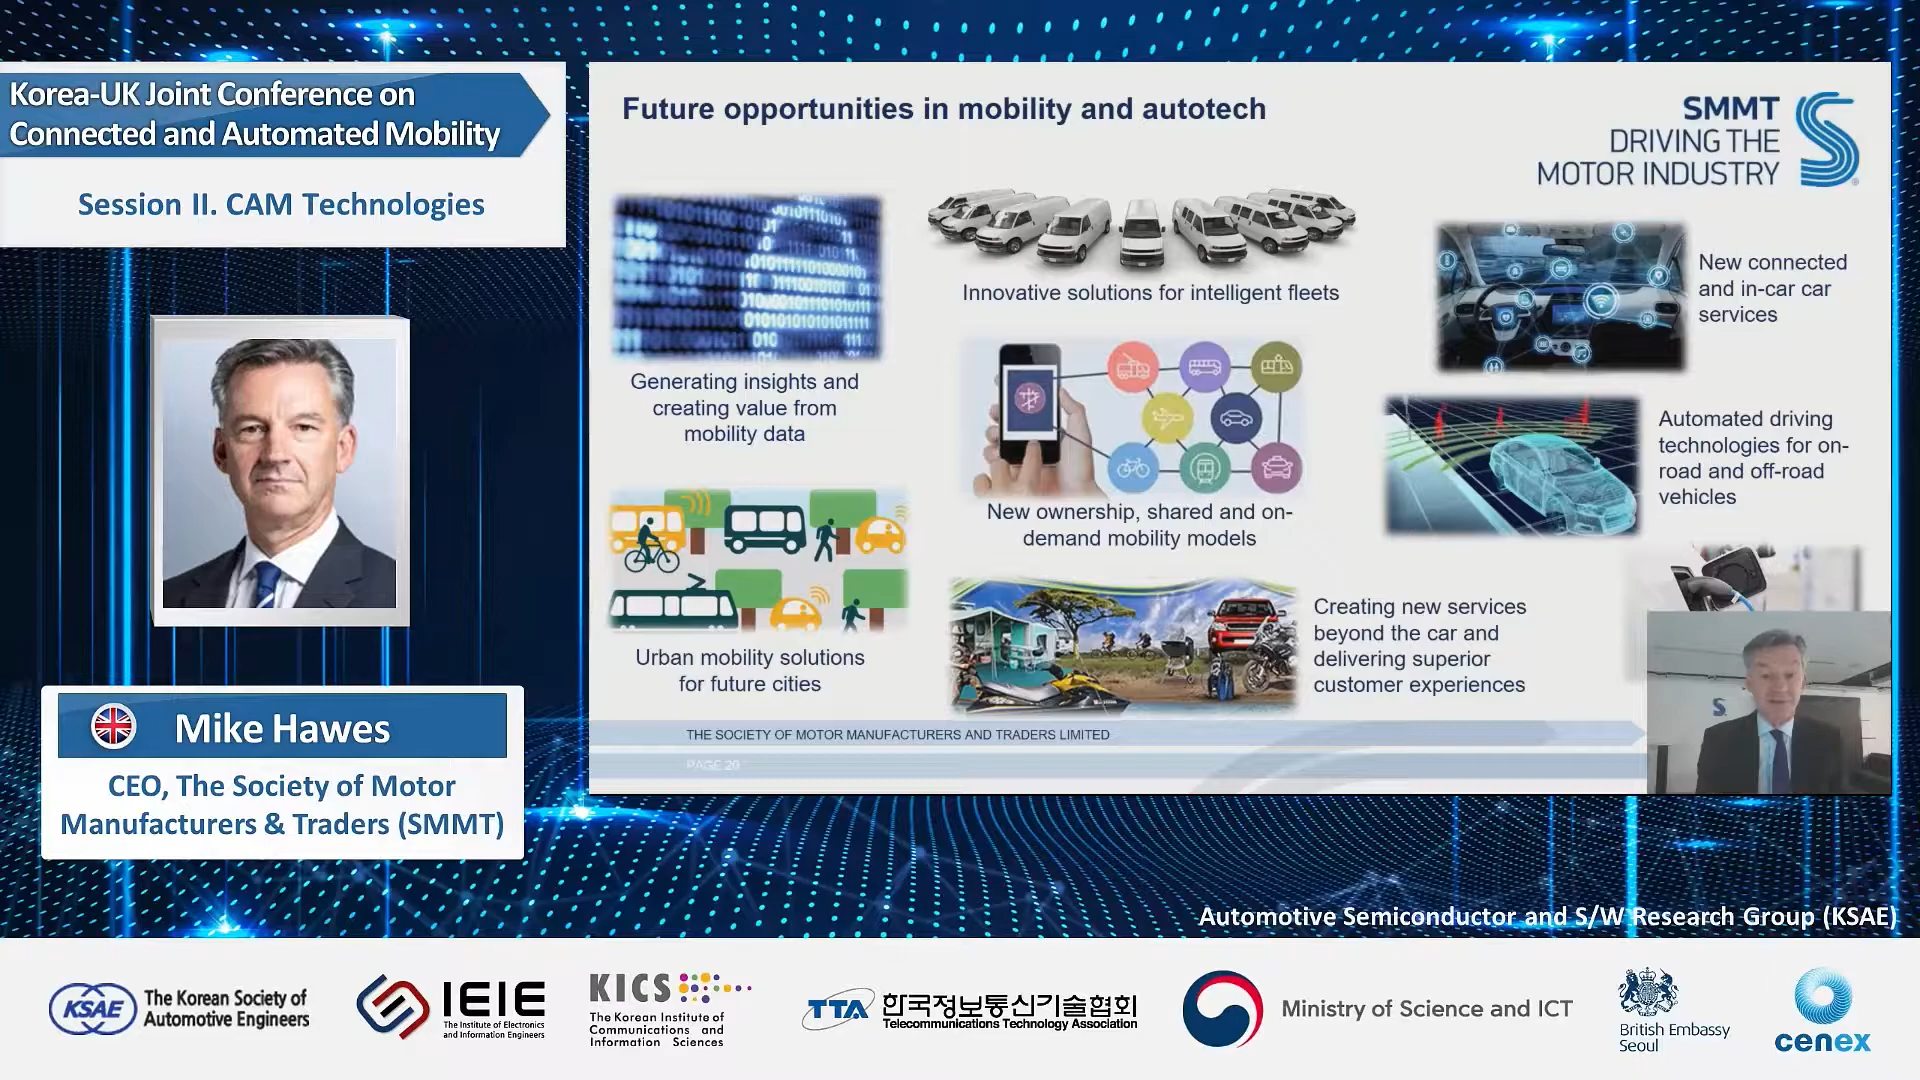 Korea-UK Joint Conference on
Connected and Automated Mobility
Session II. CAM Technologies
Mike Hawes
CEO, The Society of Motor
Manufacturers & Traders (SMMT)
Future opportunities in mobility and autotech
SMMT
DRIVING THE
MOTOR INDUSTRY
Generating insights and
creating value from
mobility data
Innovative solutions for intelligent fleets
New connected
and in-car car
services
New ownership, shared and on-
demand mobility models
Automated driving
technologies for on-
road and off-road
vehicles
Urban mobility solutions
for future cities
Creating new services
beyond the car and
delivering superior
customer experiences
THE SOCIETY OF MOTOR MANUFACTURERS AND TRADERS LIMITED
PAGE 20
Automotive Semiconductor and S/W Research Group (KSAE)
KSAE
The Korean Society of
Automotive Engineers
IEIE
The Institute of Electronics
and Information Engineers
KICS
The Korean Institute of
Communications and
Information Sciences
TTA 한국정보통신기술협회
Telecommunications Technology Association
Ministry of Science and ICT
British Embassy
Seoul
cenex